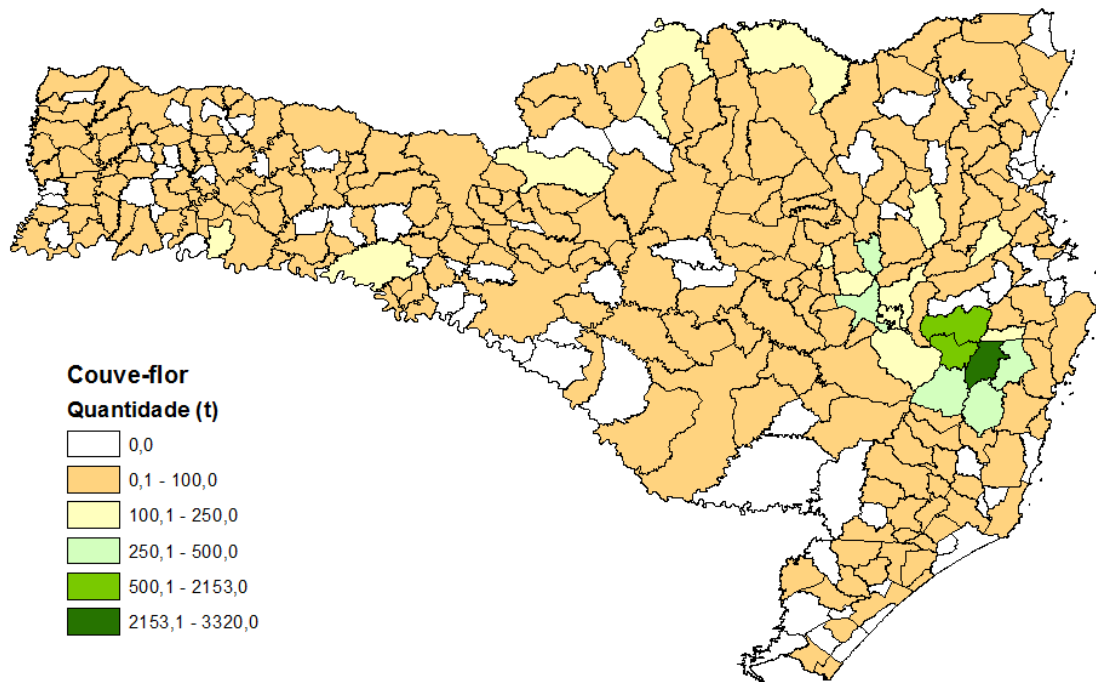 Couve-flor
Quantidade (t)
0,0
0,1 - 100,0
100,1 - 250,0
250,1 - 500,0
500,1 - 2153,0
2153,1 - 3320,0